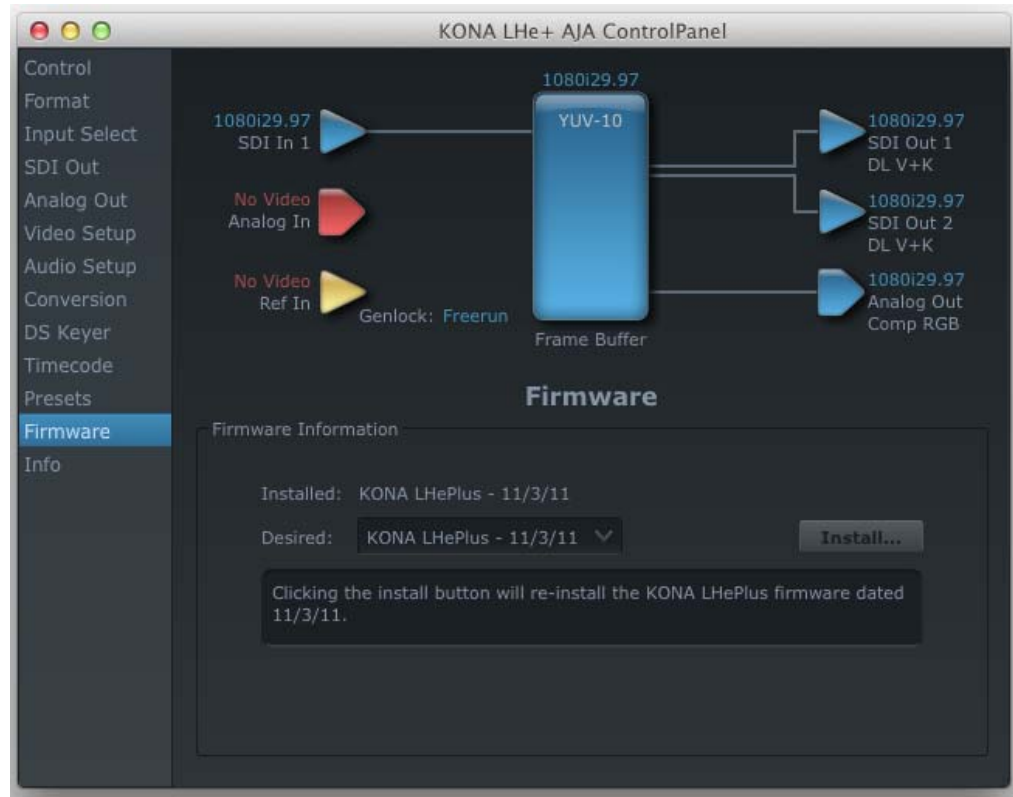 KONA LHe+ AJA ControlPanel
Control
Format
Input Select
SDI Out
Analog Out
Video Setup
Audio Setup
Conversion
DS Keyer
Timecode
Presets
Firmware
Info
1080i29.97
SDI In 1
No Video
Analog In
No Video
Ref In
Genlock: Freerun
1080i29.97
YUV-10
Frame Buffer
1080i29.97
SDI Out 1
DL V+K
1080i29.97
SDI Out 2
DL V+K
1080i29.97
Analog Out
Comp RGB
Firmware
Firmware Information
Installed: KONA LHePlus - 11/3/11
Desired: KONA LHePlus - 11/3/11
Install...
Clicking the install button will re-install the KONA LHePlus firmware dated
11/3/11.